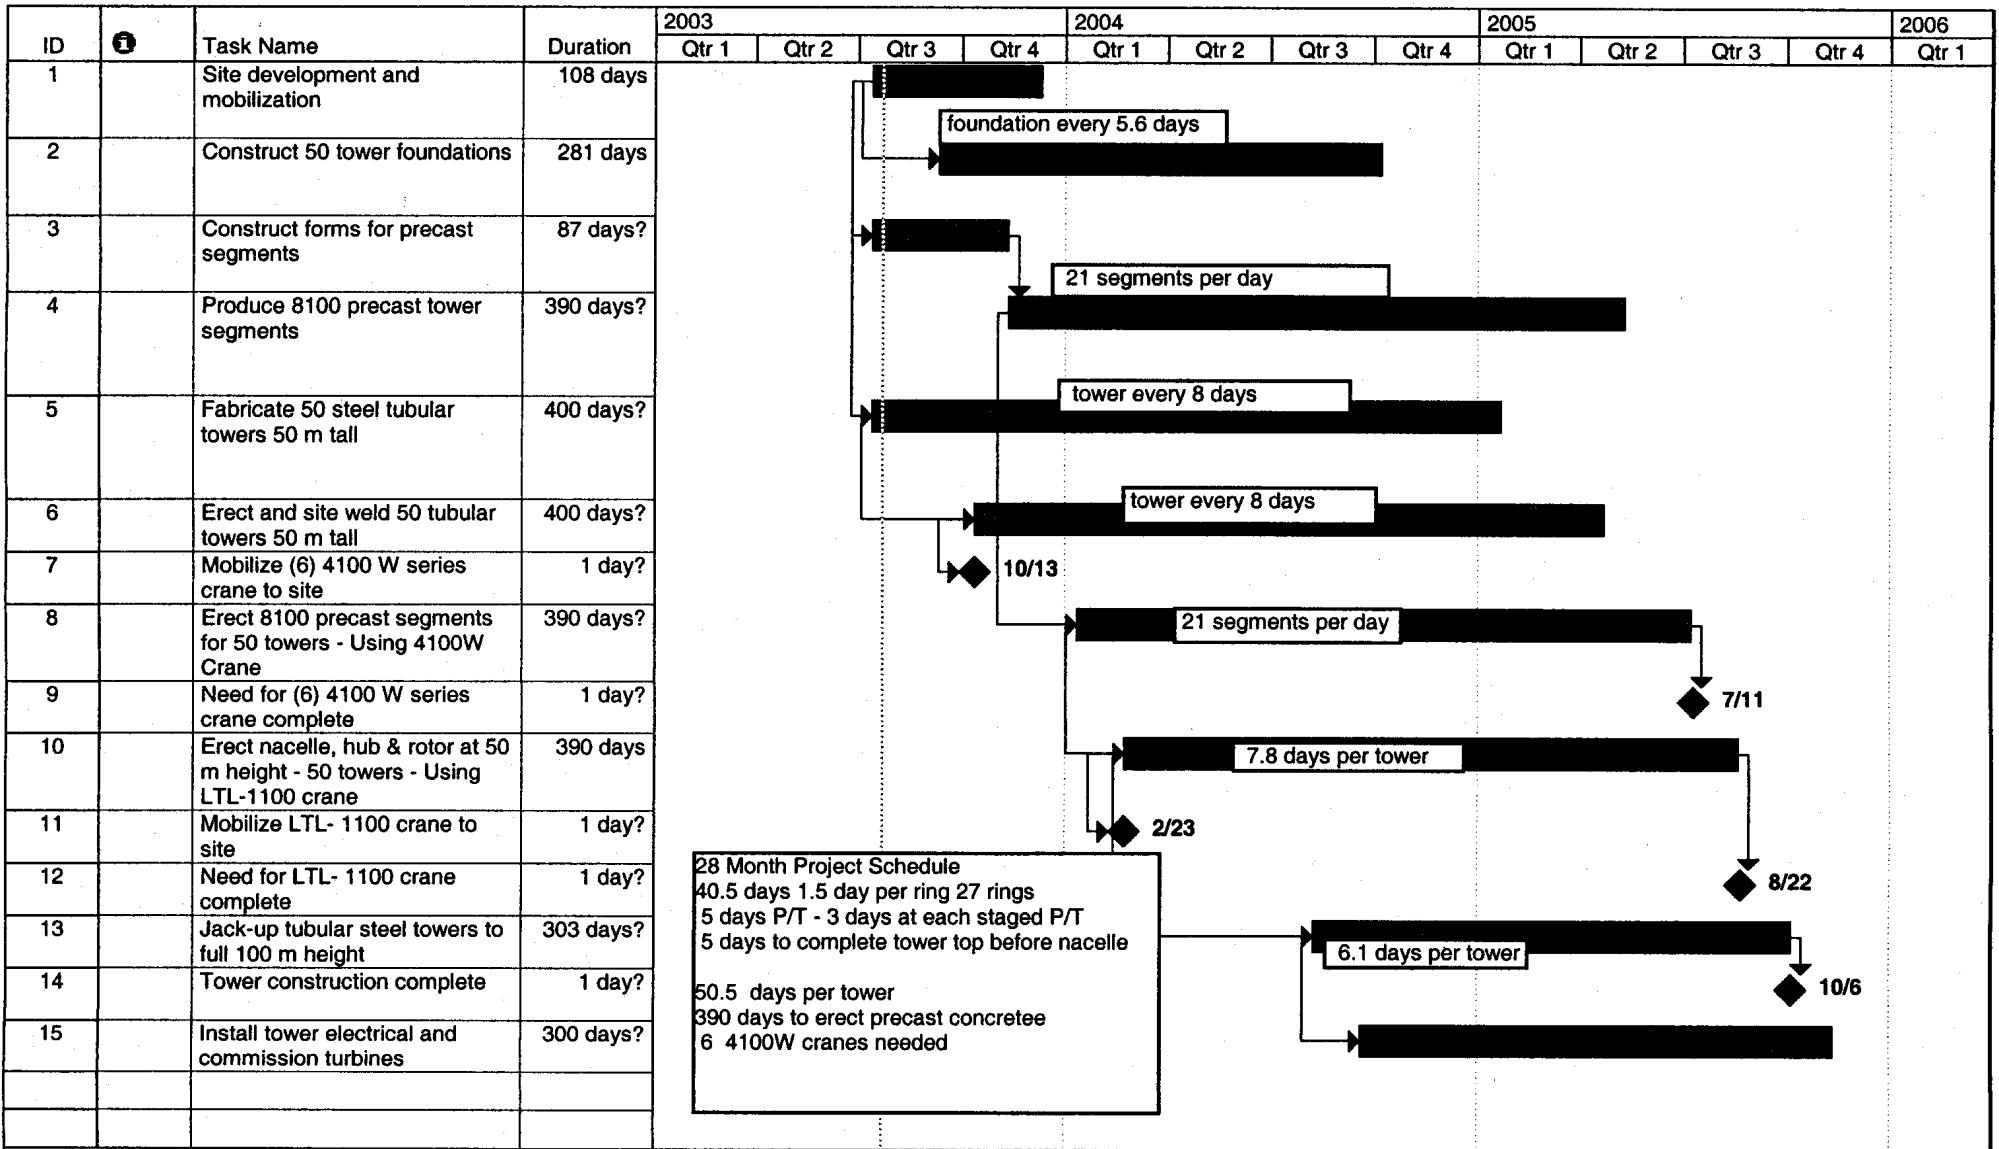 2003 2004 2005 2006
ID Task Name Duration Qtr 1 Qtr 2 Qtr 3 Qtr 4 Qtr 1 Qtr 2 Qtr 3 Qtr 4 Qtr 1 Qtr 2 Qtr 3 Qtr 4 Qtr 1
1 Site development and 108 days
mobilization
foundation every 5.6 days
2 Construct 50 tower foundations 281 days
3 Construct forms for precast 87 days?
segments
21 segments per day
4 Produce 8100 precast tower 390 days?
segments
tower every 8 days
5 Fabricate 50 steel tubular 400 days?
towers 50 m tall
tower every 8 days
6 Erect and site weld 50 tubular 400 days?
towers 50 m tall
7 Mobilize (6) 4100 W series 1 day?
crane to site
10/13
8 Erect 8100 precast segments 390 days?
for 50 towers - Using 4100W
Crane
21 segments per day
9 Need for (6) 4100 W series 1 day?
crane complete
7/11
10 Erect nacelle, hub & rotor at 50 390 days
m height - 50 towers - Using
LTL-1100 crane
7.8 days per tower
11 Mobilize LTL- 1100 crane to 1 day?
site
2/23
12 Need for LTL- 1100 crane 1 day?
complete
8/22
13 Jack-up tubular steel towers to 303 days?
full 100 m height
6.1 days per tower
14 Tower construction complete 1 day?
10/6
15 Install tower electrical and 300 days?
commission turbines
28 Month Project Schedule
40.5 days 1.5 day per ring 27 rings
5 days P/T - 3 days at each staged P/T
5 days to complete tower top before nacelle
50.5 days per tower
390 days to erect precast concretee
6 4100W cranes needed